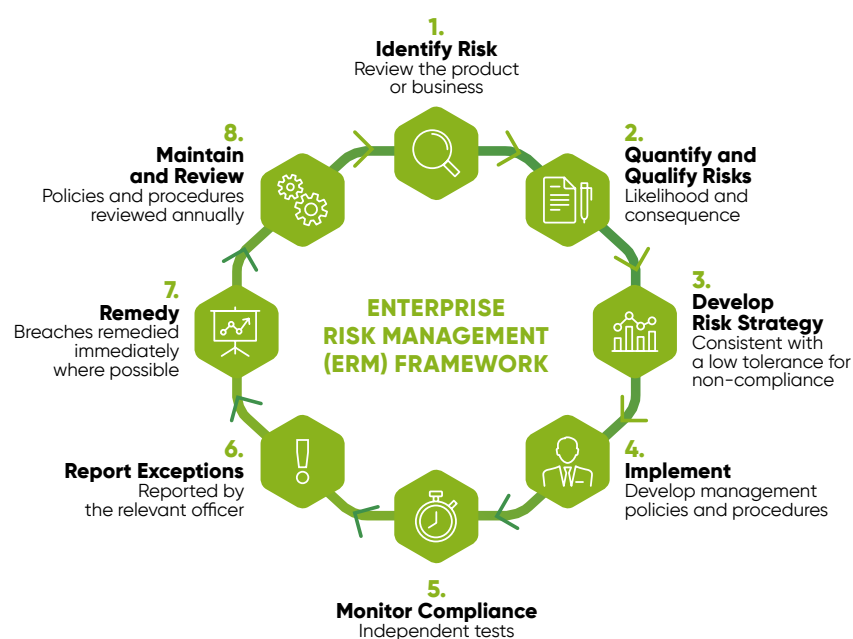 1.
Identify Risk
Review the product
or business
2.
Quantify and
Qualify Risks
Likelihood and
consequence
3.
Develop
Risk Strategy
Consistent with
a low tolerance for
non-compliance
4.
Implement
Develop management
policies and procedures
5.
Monitor Compliance
Independent tests
6.
Report Exceptions
Reported by
the relevant officer
7.
Remedy
Breaches remedied
immediately
where possible
8.
Maintain
and Review
Policies and procedures
reviewed annually
ENTERPRISE
RISK MANAGEMENT
(ERM) FRAMEWORK